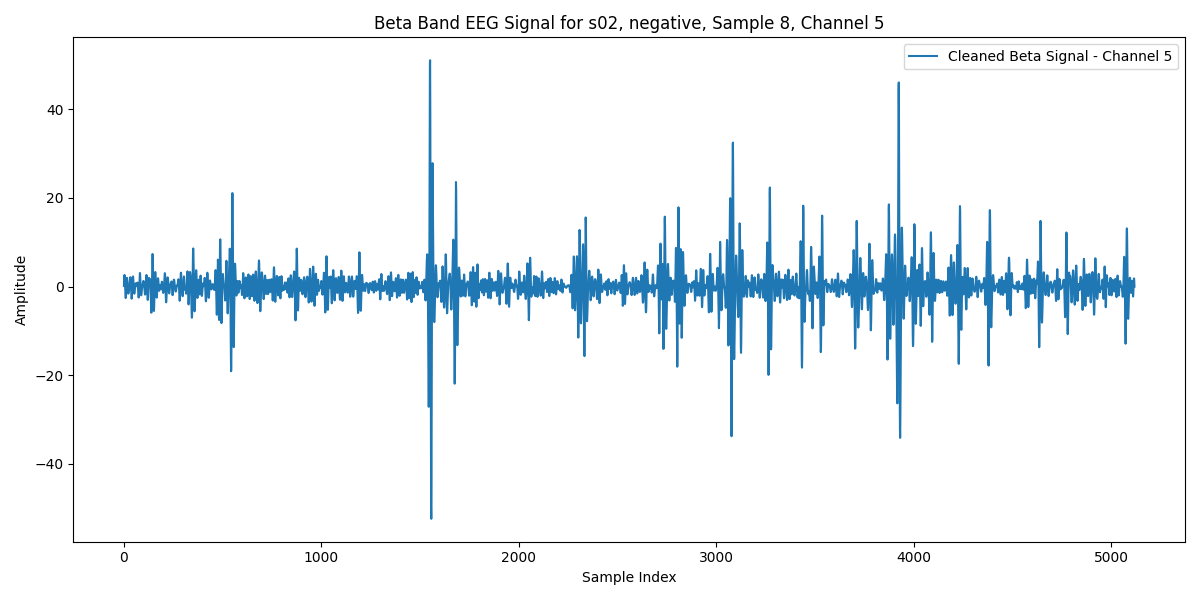 Beta Band EEG Signal for s02, negative, Sample 8, Channel 5
Cleaned Beta Signal - Channel 5
Amplitude
40
20
0
−20
−40
0 1000 2000 3000 4000 5000
Sample Index